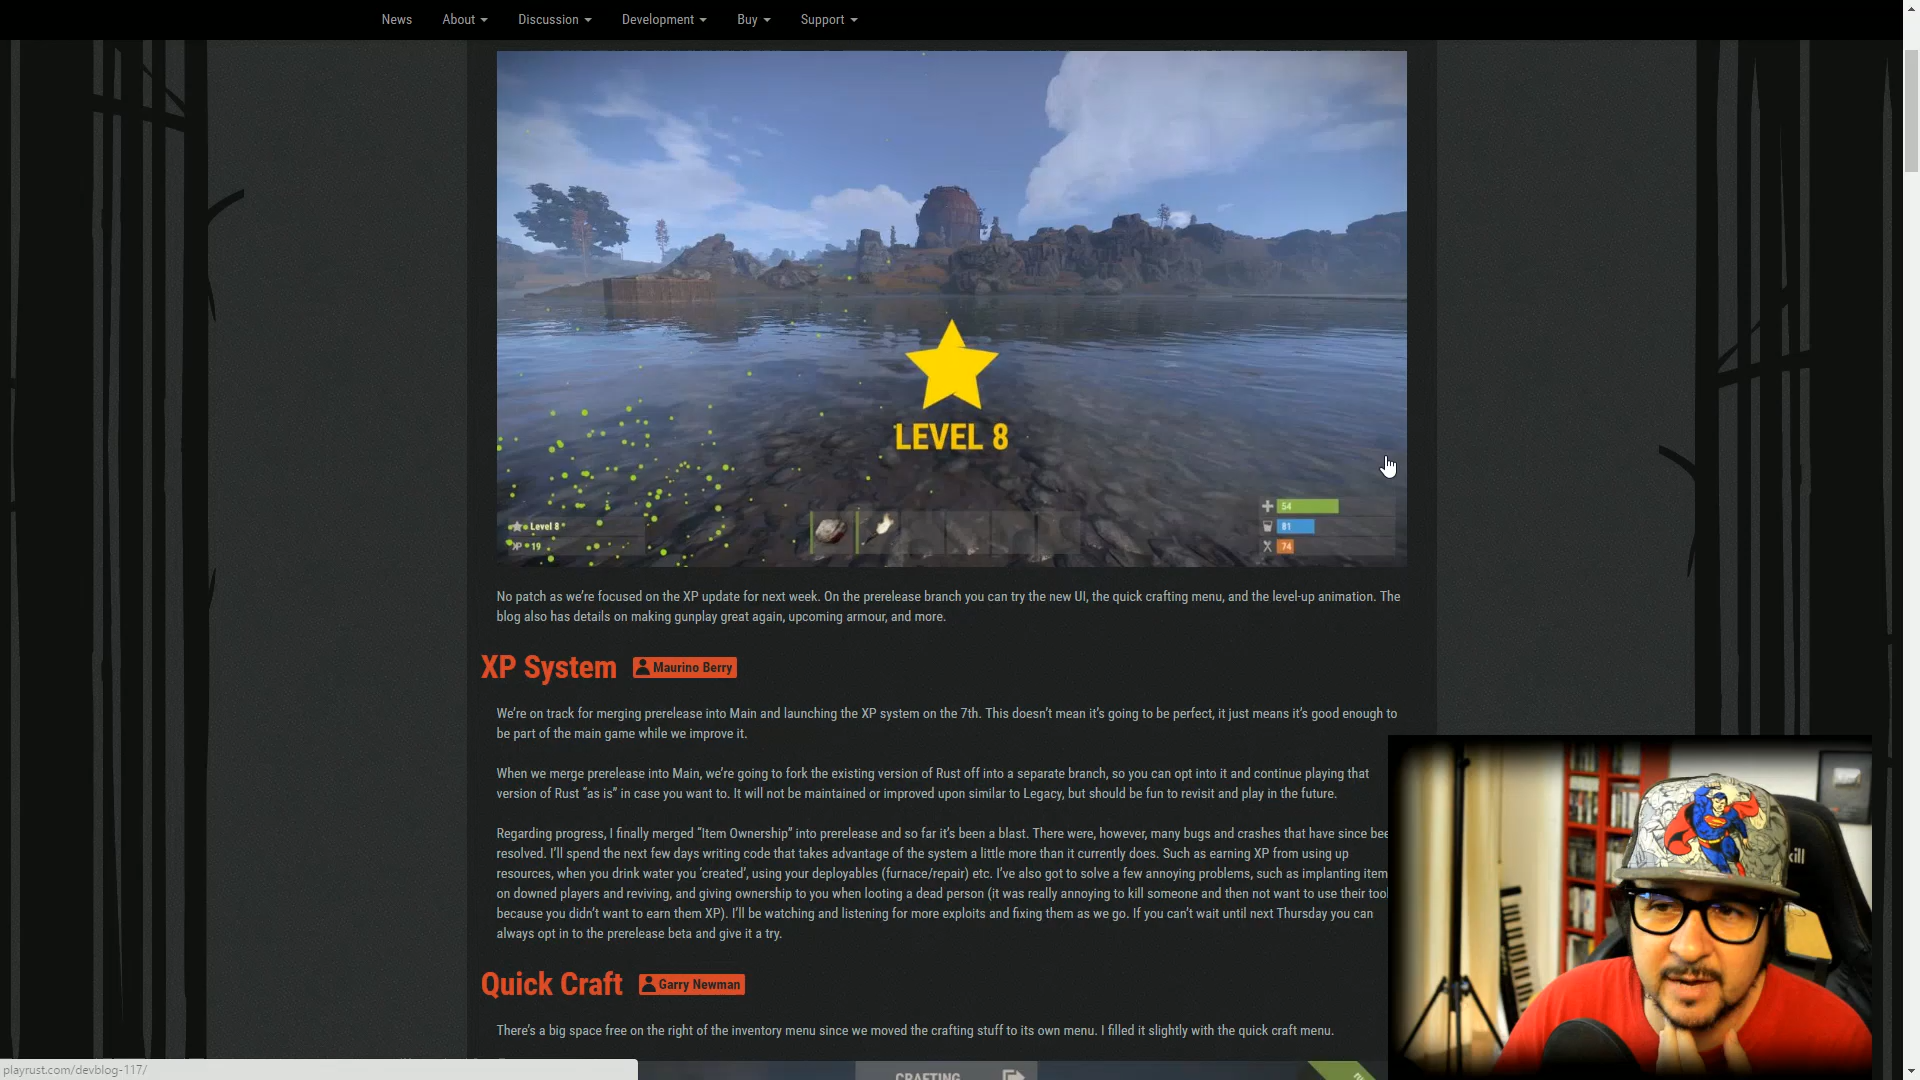 News About Discussion Development Buy Support
LEVEL 8
54
Level 8
81
XP 19
74
No patch as we're focused on the XP update for next week. On the prerelease branch you can try the new UI, the quick crafting menu, and the level-up animation. The
blog also has details on making gunplay great again, upcoming armour, and more.
XP System Maurino Berry
We're on track for merging prerelease into Main and launching the XP system on the 7th. This doesn't mean it's going to be perfect, it just means it's good enough to
be part of the main game while we improve it.
When we merge prerelease into Main, we're going to fork the existing version of Rust off into a separate branch, so you can opt into it and continue playing that
version of Rust "as is" in case you want to. It will not be maintained or improved upon similar to Legacy, but should be fun to revisit and play in the future.
Regarding progress, I finally merged "Item Ownership" into prerelease and so far it's been a blast. There were, however, many bugs and crashes that have since bee
resolved. I'll spend the next few days writing code that takes advantage of the system a little more than it currently does. Such as earning XP from using up
resources, when you drink water you 'created', using your deployables (furnace/repair) etc. I've also got to solve a few annoying problems, such as implanting item
on downed players and reviving, and giving ownership to you when looting a dead person (it was really annoying to kill someone and then not want to use their tool
because you didn't want to earn them XP). I'll be watching and listening for more exploits and fixing them as we go. If you can't wait until next Thursday you can
always opt in to the prerelease beta and give it a try.
Quick Craft Garry Newman
There's a big space free on the right of the inventory menu since we moved the crafting stuff to its own menu. I filled it slightly with the quick craft menu.
CRAFTING
playrust.com/devblog-117/